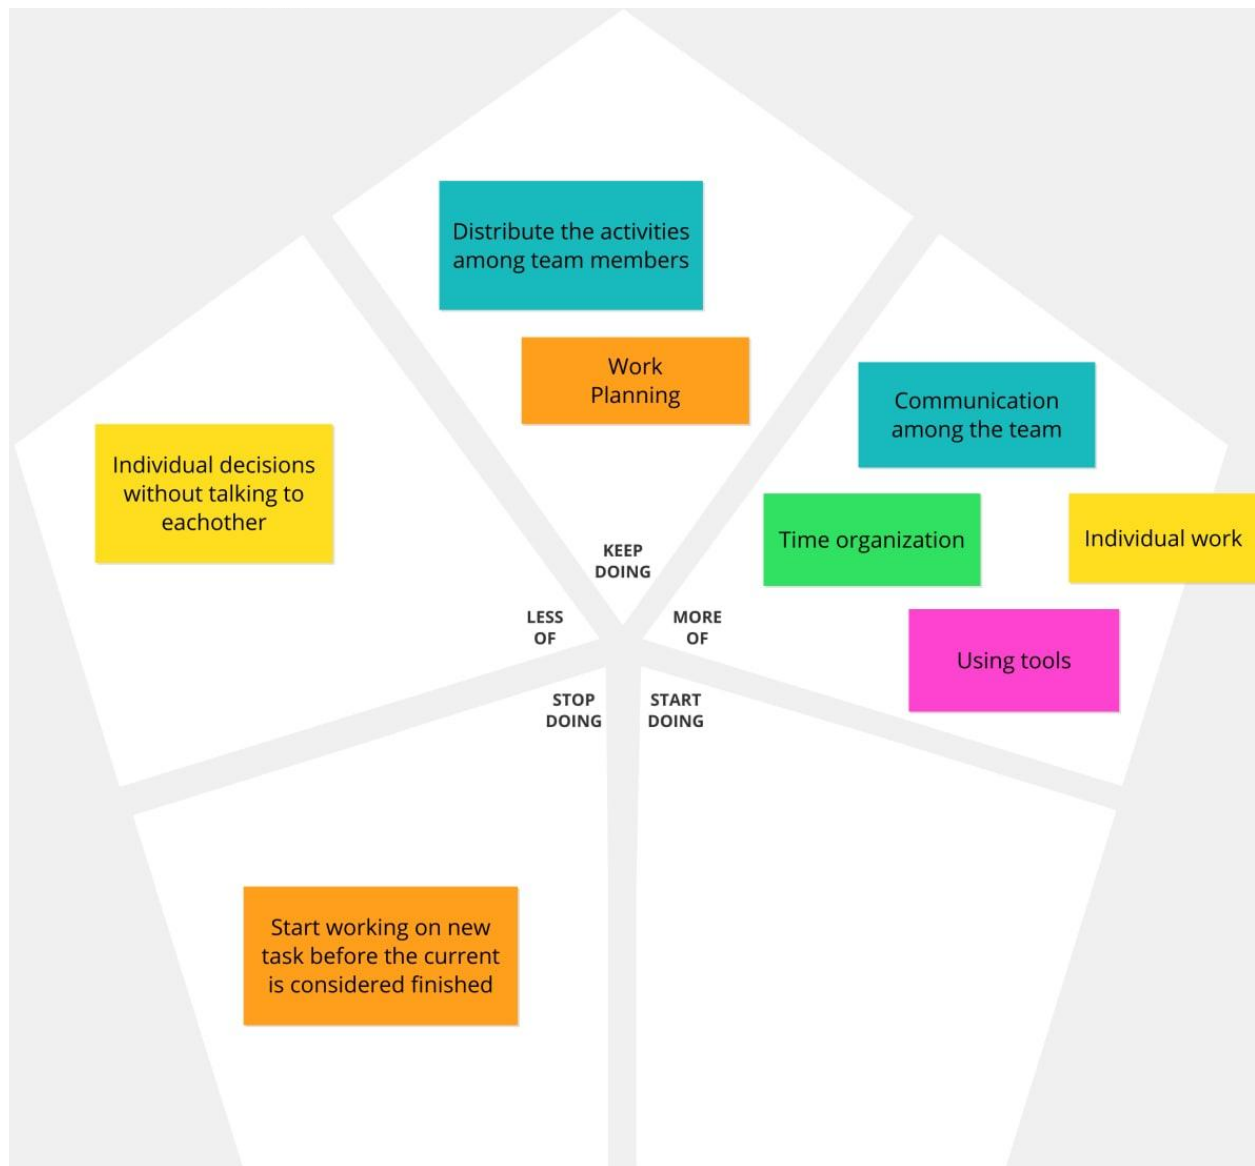 Distribute the activities
among team members
Work
Planning
Communication
among the team
Individual decisions
without talking to
eachother
Time organization
Individual work
Using tools
KEEP
DOING
LESS
OF
MORE
OF
STOP
DOING
START
DOING
Start working on new
task before the current
is considered finished